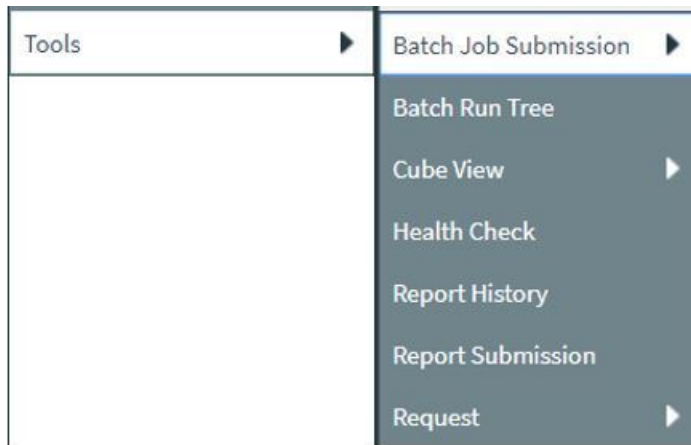 Tools
Batch Job Submission
Batch Run Tree
Cube View
Health Check
Report History
Report Submission
Request